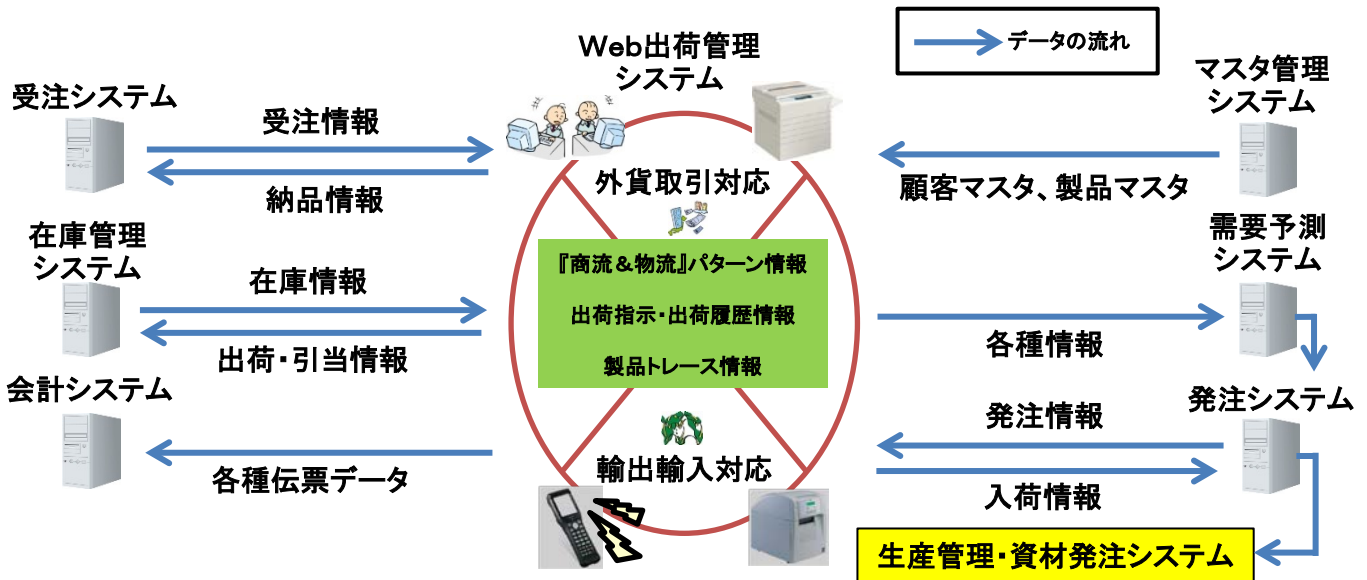 Web出荷管理
システム
データの流れ
受注システム
受注情報
納品情報
マスタ管理
システム
顧客マスタ、製品マスタ
外貨取引対応
在庫管理
システム
在庫情報
出荷・引当情報
『商流＆物流』パターン情報
出荷指示・出荷履歴情報
製品トレース情報
需要予測
システム
各種情報
会計システム
各種伝票データ
輸出輸入対応
発注システム
発注情報
入荷情報
生産管理・資材発注システム